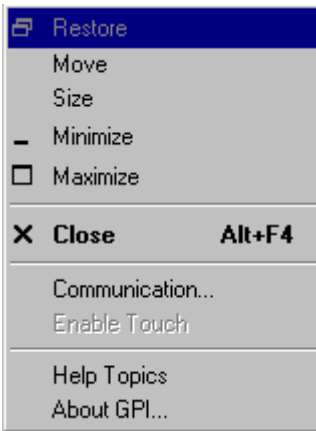 Restore
Move
Size
Minimize
Maximize
Close Alt+F4
Communication...
Enable Touch
Help Topics
About GPI...